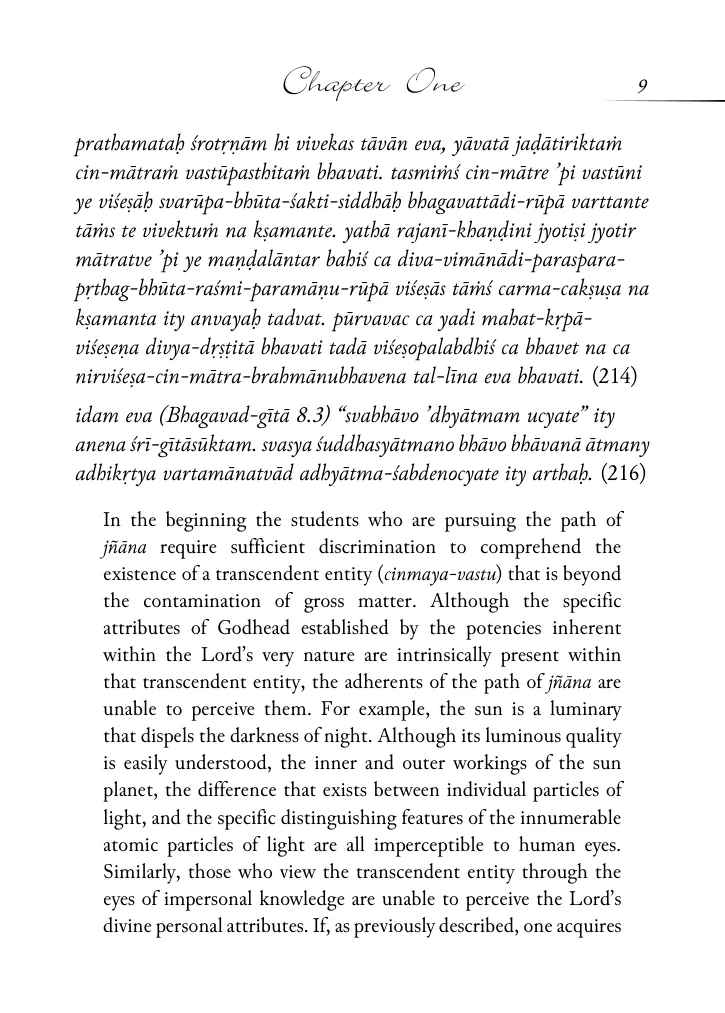 Chapter One
9
prathamataḥ śrotṛṇām hi vivekas tāvān eva, yāvatā jaḍātiriktaṁ
cin-mātraṁ vastūpasthitaṁ bhavati. tasmiṁś cin-mātre ’pi vastūni
ye viśeṣāḥ svarūpa-bhūta-śakti-siddhāḥ bhagavattādi-rūpā varttante
tāṁs te vivektuṁ na kṣamante. yathā rajanī-khaṇḍini jyotiṣi jyotir
mātratve ’pi ye maṇḍalāntar bahiś ca diva-vimānādi-paraspara-
pṛthag-bhūta-raśmi-paramāṇu-rūpā viśeṣās tāṁś carma-cakṣuṣa na
kṣamanta ity anvayaḥ tadvat. pūrvavac ca yadi mahat-kṛpā-
viśeṣeṇa divya-dṛṣṭitā bhavati tadā viśeṣopalabdhiś ca bhavet na ca
nirviśeṣa-cin-mātra-brahmānubhavena tal-līna eva bhavati. (214)
idam eva (Bhagavad-gītā 8.3) “svabhāvo ’dhyātmam ucyate” ity
anena śrī-gītāsūktam. svasya śuddhasyātmano bhāvo bhāvanā ātmany
adhikṛtya vartamānatvād adhyātma-śabdenocyate ity arthaḥ. (216)
In the beginning the students who are pursuing the path of
jñāna require sufficient discrimination to comprehend the
existence of a transcendent entity (cinmaya-vastu) that is beyond
the contamination of gross matter. Although the specific
attributes of Godhead established by the potencies inherent
within the Lord’s very nature are intrinsically present within
that transcendent entity, the adherents of the path of jñāna are
unable to perceive them. For example, the sun is a luminary
that dispels the darkness of night. Although its luminous quality
is easily understood, the inner and outer workings of the sun
planet, the difference that exists between individual particles of
light, and the specific distinguishing features of the innumerable
atomic particles of light are all imperceptible to human eyes.
Similarly, those who view the transcendent entity through the
eyes of impersonal knowledge are unable to perceive the Lord’s
divine personal attributes. If, as previously described, one acquires